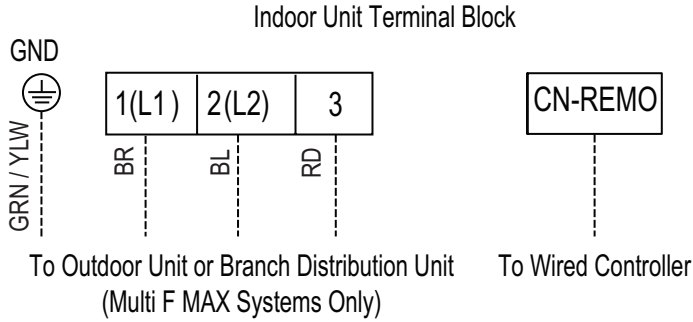 Indoor Unit Terminal Block
GND
1(L1)
2(L2)
3
CN-REMO
GRN / YLW
BR
BL
RD
To Outdoor Unit or Branch Distribution Unit
(Multi F MAX Systems Only)
To Wired Controller